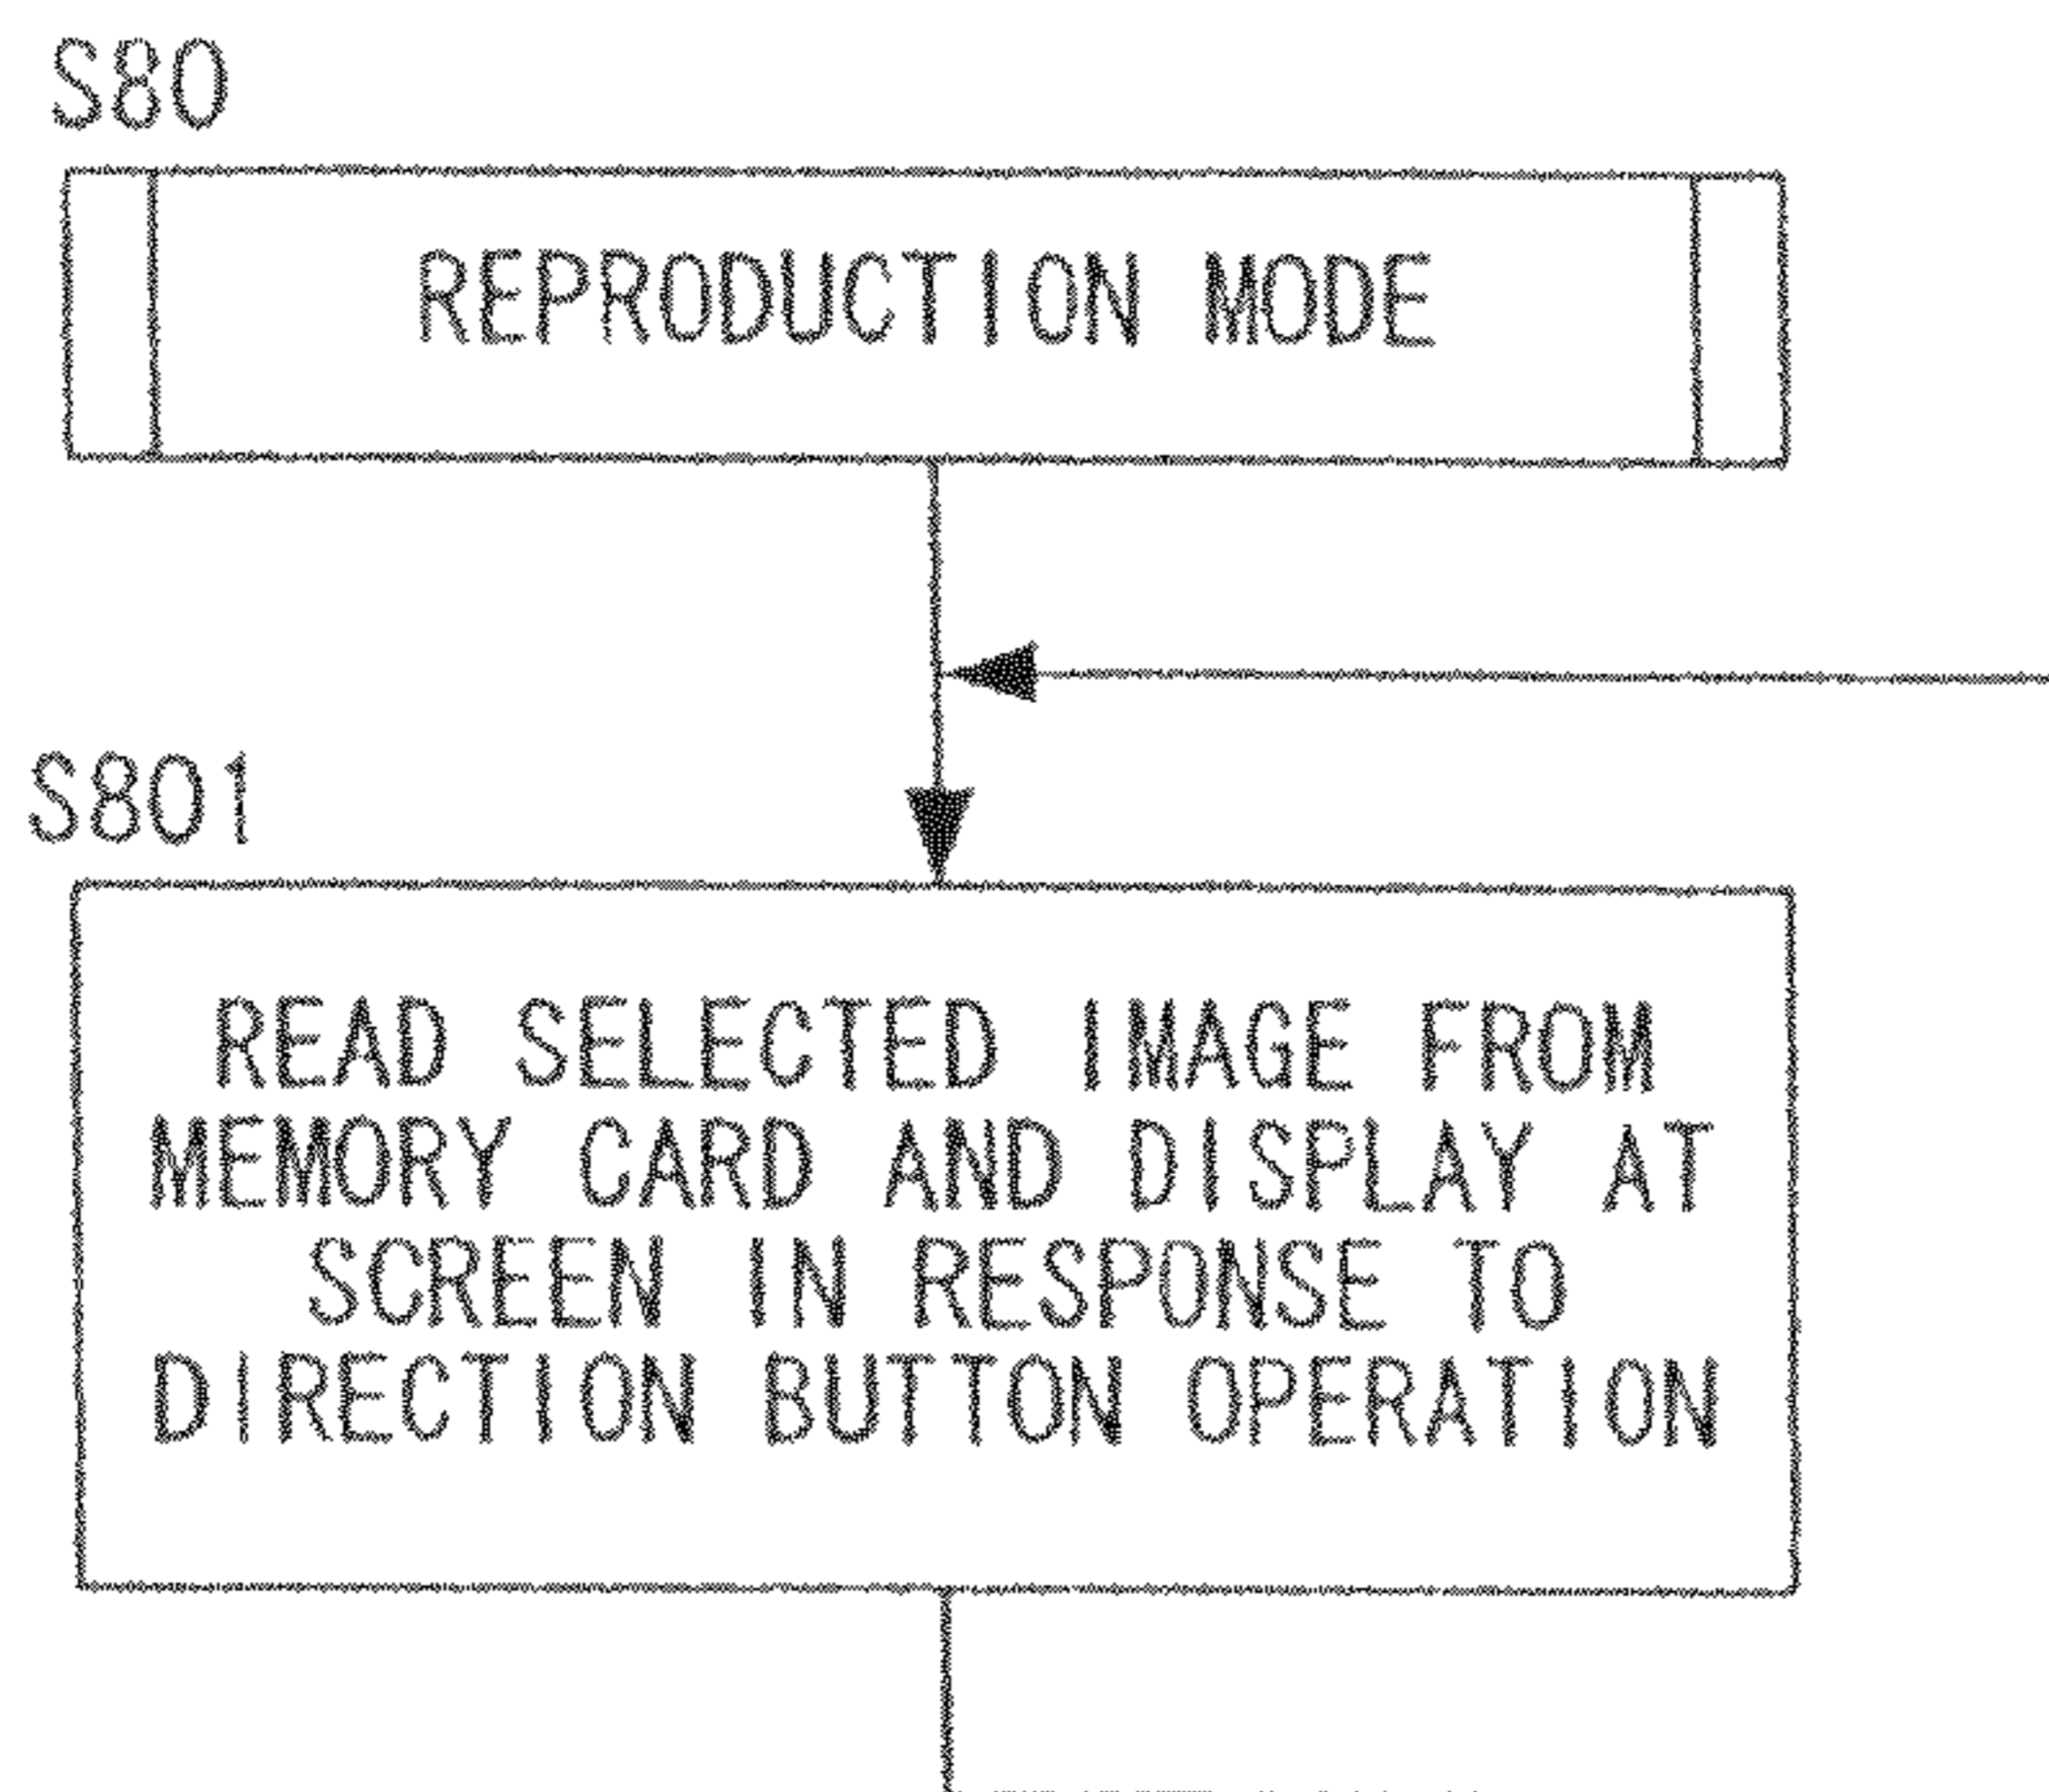 S80
REPRODUCTION MODE
S801
READ SELECTED IMAGE FROM
MEMORY CARD AND DISPLAY AT
SCREEN IN RESPONSE TO
DIRECTION BUTTON OPERATION